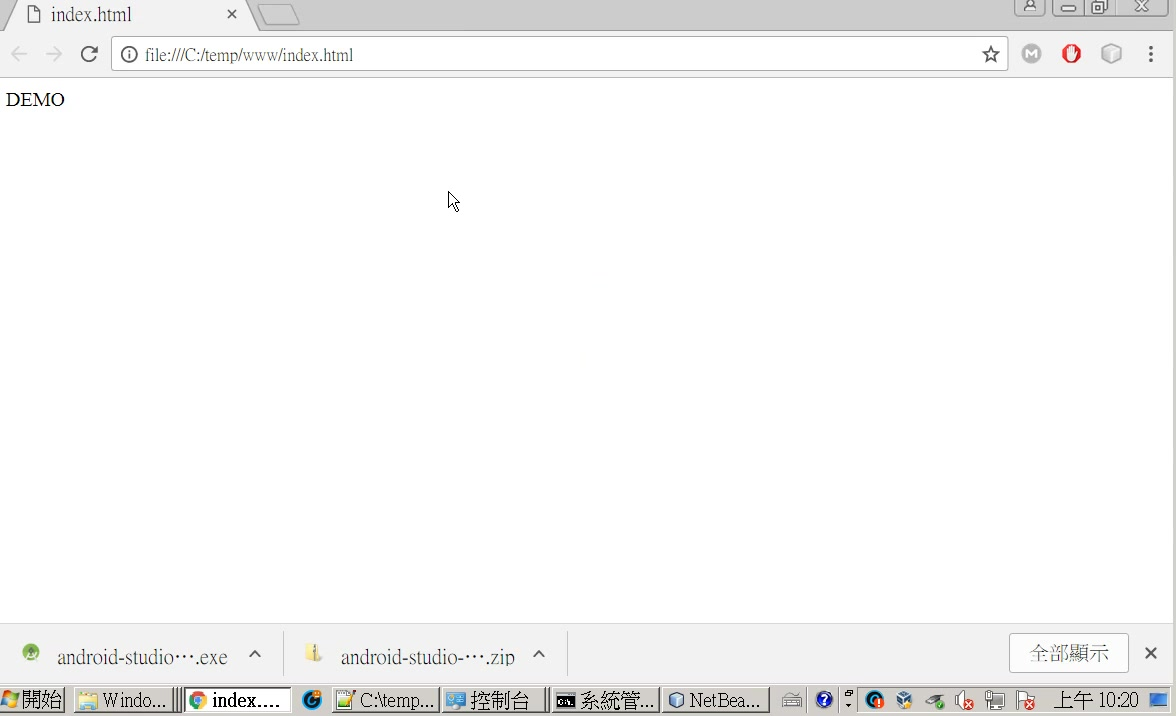 index.html
file:///C:/temp/www/index.html
DEMO
android-studio-….exe
android-studio-….zip
全部顯示
開始
Windo...
index....
C:\temp...
控制台
系統管...
NetBea...
上午 10:20